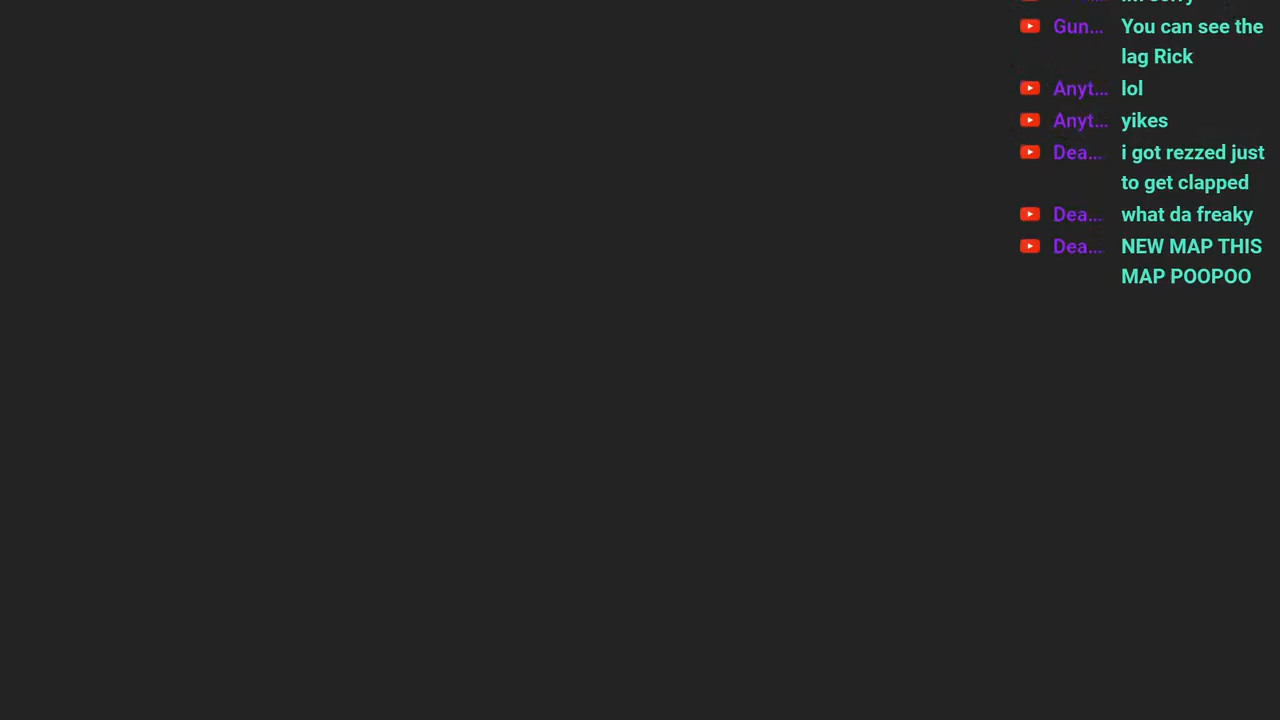 Gun... You can see the
lag Rick
Anyt... lol
Anyt... yikes
Dea... i got rezzed just
to get clapped
Dea... what da freaky
Dea... NEW MAP THIS
MAP POOPOO